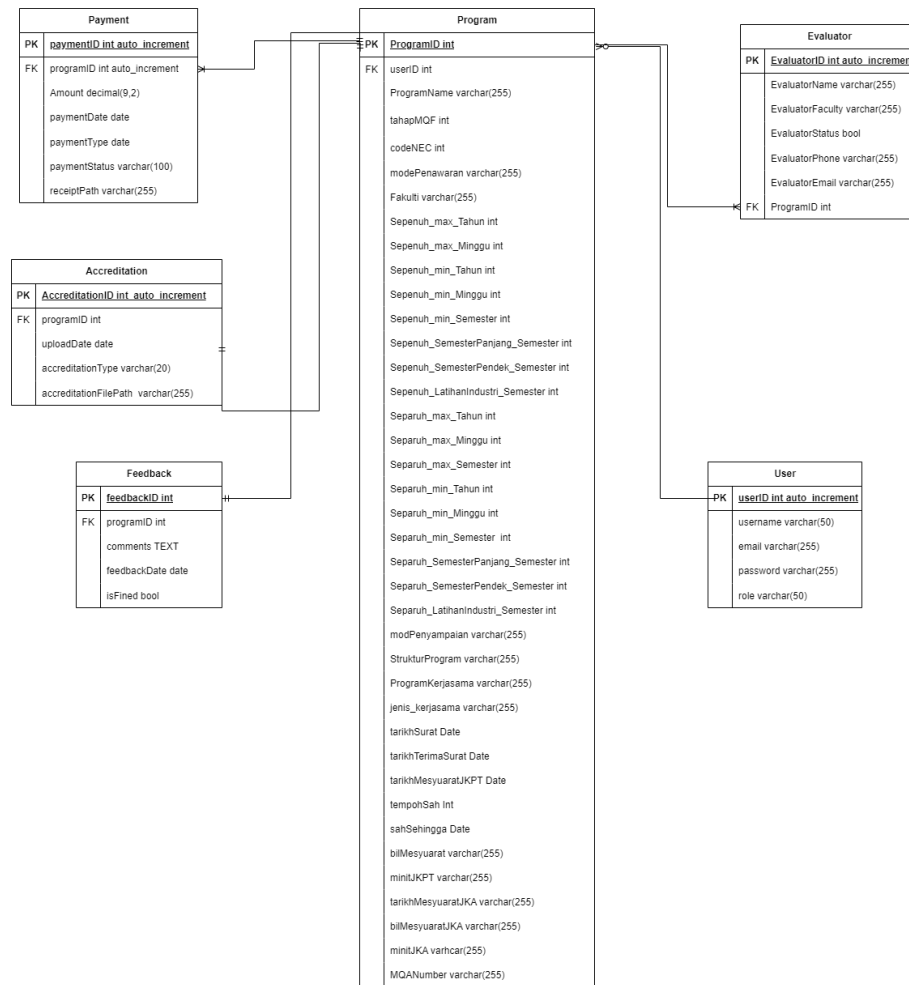 Payment
PK paymentID int auto_increment
FK programID int auto_increment
Amount decimal(9,2)
paymentDate date
paymentType date
paymentStatus varchar(100)
receiptPath varchar(255)
Accreditation
PK AccreditationID int auto_increment
FK programID int
uploadDate date
accreditationType varchar(20)
accreditationFilePath varchar(255)
Feedback
PK feedbackID int
FK programID int
comments TEXT
feedbackDate date
isFined bool
Program
PK ProgramID int
FK userID int
ProgramName varchar(255)
tahapMQF int
codeNEC int
modePenawaran varchar(255)
Fakulti varchar(255)
Sepenuh_max_Tahun int
Sepenuh_max_Minggu int
Sepenuh_min_Tahun int
Sepenuh_min_Minggu int
Sepenuh_min_Semester int
Sepenuh_SemesterPanjang_Semester int
Sepenuh_SemesterPendek_Semester int
Sepenuh_LatihanIndustri_Semester int
Separuh_max_Tahun int
Separuh_max_Minggu int
Separuh_max_Semester int
Separuh_min_Tahun int
Separuh_min_Minggu int
Separuh_min_Semester int
Separuh_SemesterPanjang_Semester int
Separuh_SemesterPendek_Semester int
Separuh_LatihanIndustri_Semester int
modPenyampaian varchar(255)
StrukturProgram varchar(255)
ProgramKerjasama varchar(255)
jenis_kerjasama varchar(255)
tarikhSurat Date
tarikhTerimaSurat Date
tarikhMesyuaratJKPT Date
tempohSah Int
sahSehingga Date
bilMesyuarat varchar(255)
minitJKPT varchar(255)
tarikhMesyuaratJKA varchar(255)
bilMesyuaratJKA varchar(255)
minitJKA varhcar(255)
MQANumber varchar(255)
Evaluator
PK EvaluatorID int auto_incremen
EvaluatorName varchar(255)
EvaluatorFaculty varchar(255)
EvaluatorStatus bool
EvaluatorPhone varchar(255)
EvaluatorEmail varchar(255)
FK ProgramID int
User
PK userID int auto_increment
username varchar(50)
email varchar(255)
password varchar(255)
role varchar(50)